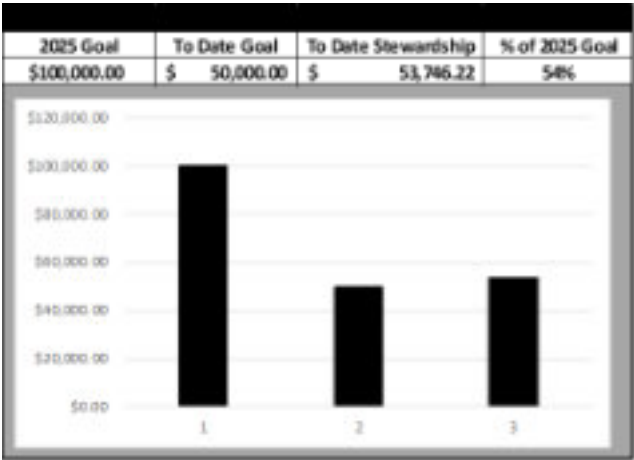 2025 Goal To Date Goal To Date Stewardship % of 2025 Goal
$100,000.00 $ 50,000.00 $ 53,746.22 54%
$120,000.00
$100,000.00
$80,000.00
$60,000.00
$40,000.00
$20,000.00
$0.00
1 2 3